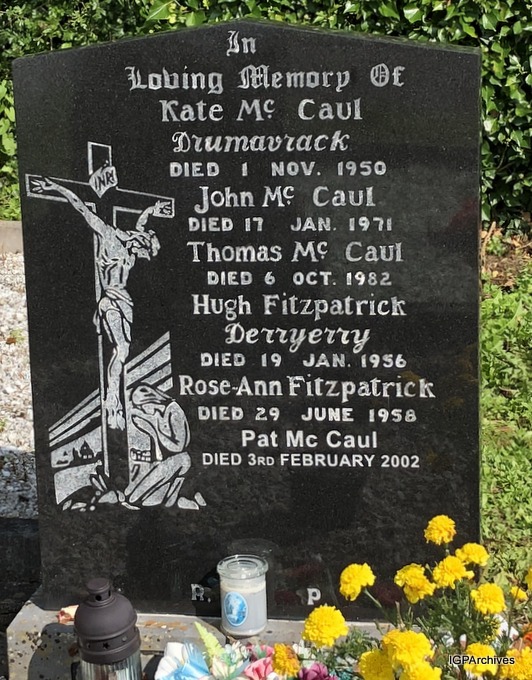 In
Loving Memory Of
Kate Mc Caul
Drumavrack
DIED 1 NOV. 1950
John Mc Caul
DIED 17 JAN. 1971
Thomas Mc Caul
DIED 6 OCT. 1982
Hugh Fitzpatrick
Derryerry
DIED 19 JAN. 1956
Rose-Ann Fitzpatrick
DIED 29 JUNE 1958
Pat Mc Caul
DIED 3RD FEBRUARY 2002
INRI
R. P
IGPArchives